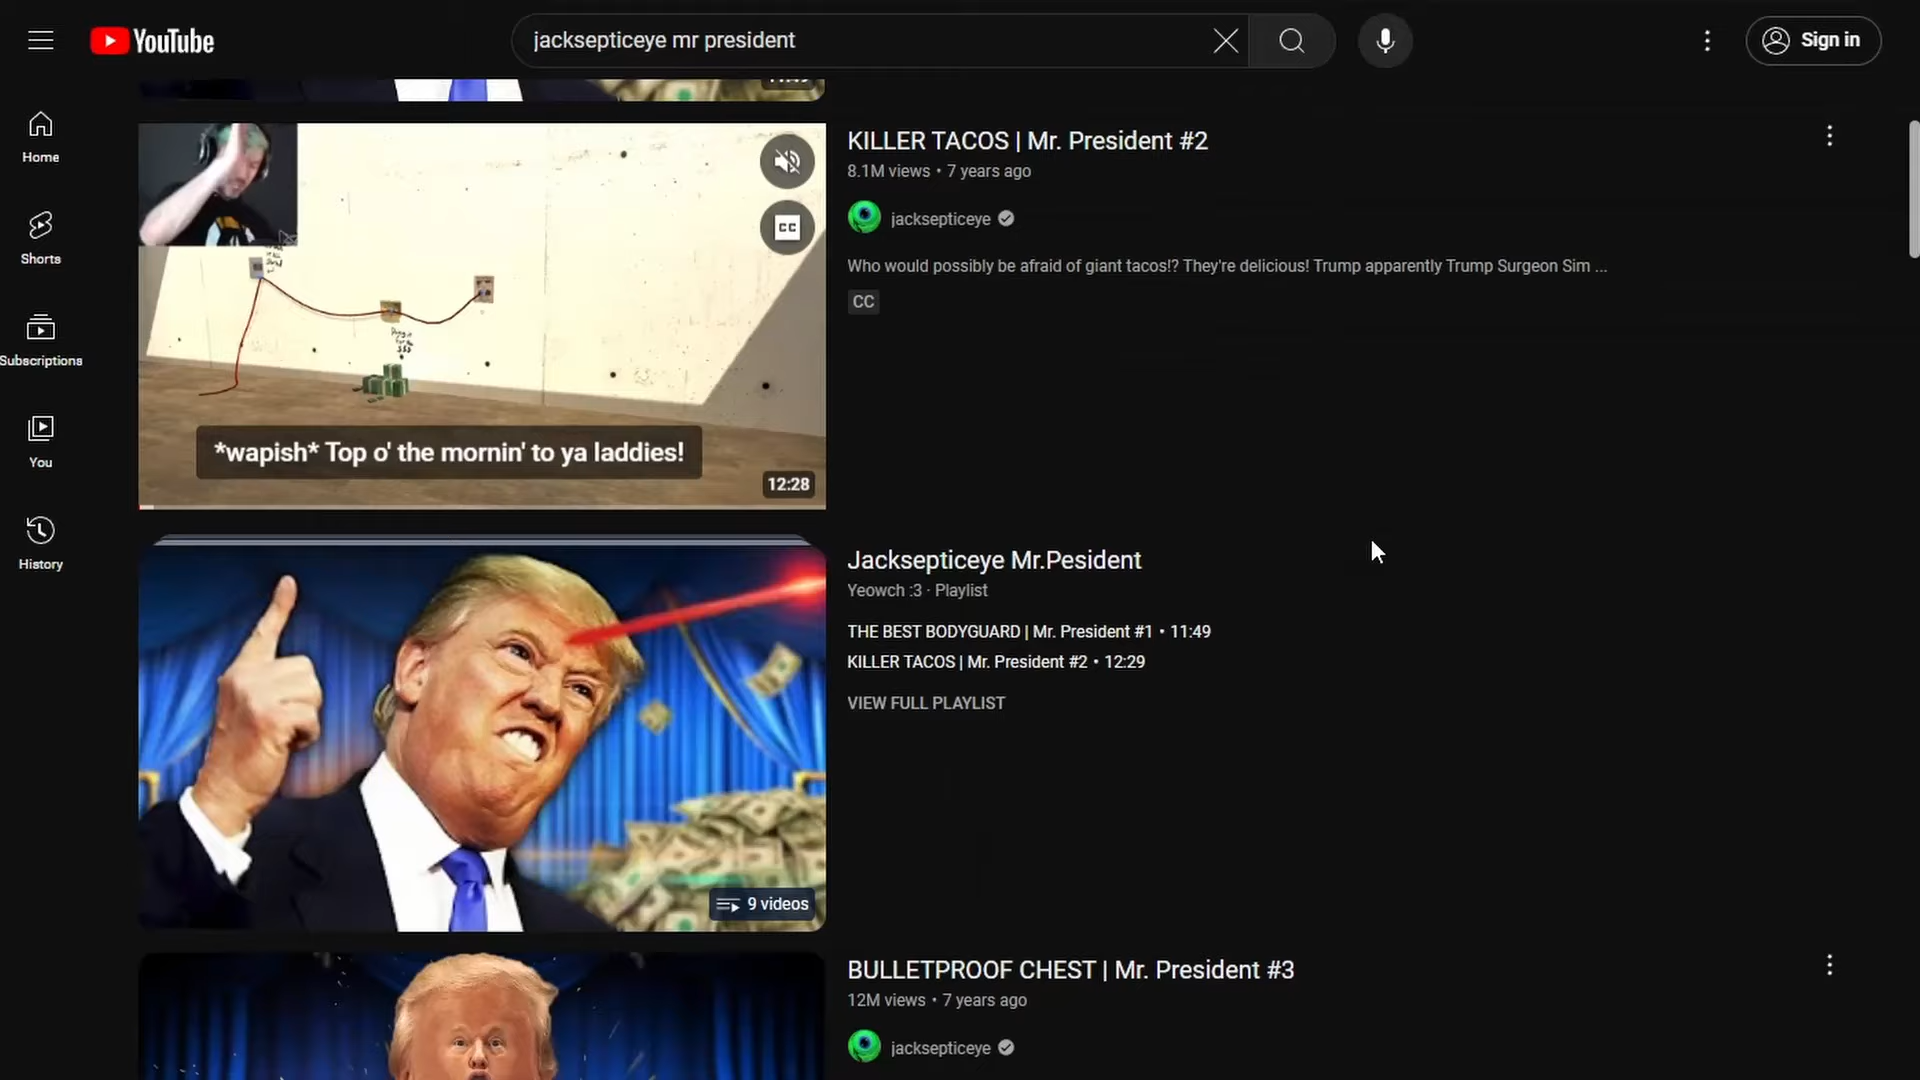 YouTube
jacksepticeye mr president
Sign in
Home
Shorts
Subscriptions
You
History
CC
*wapish* Top o' the mornin' to ya laddies!
12:28
KILLER TACOS | Mr. President #2
8.1M views • 7 years ago
jacksepticeye
Who would possibly be afraid of giant tacos!? They're delicious! Trump apparently Trump Surgeon Sim ...
CC
9 videos
Jacksepticeye Mr.Pesident
Yeowch :3 · Playlist
THE BEST BODYGUARD | Mr. President #1 • 11:49
KILLER TACOS | Mr. President #2 • 12:29
VIEW FULL PLAYLIST
BULLETPROOF CHEST | Mr. President #3
12M views • 7 years ago
jacksepticeye